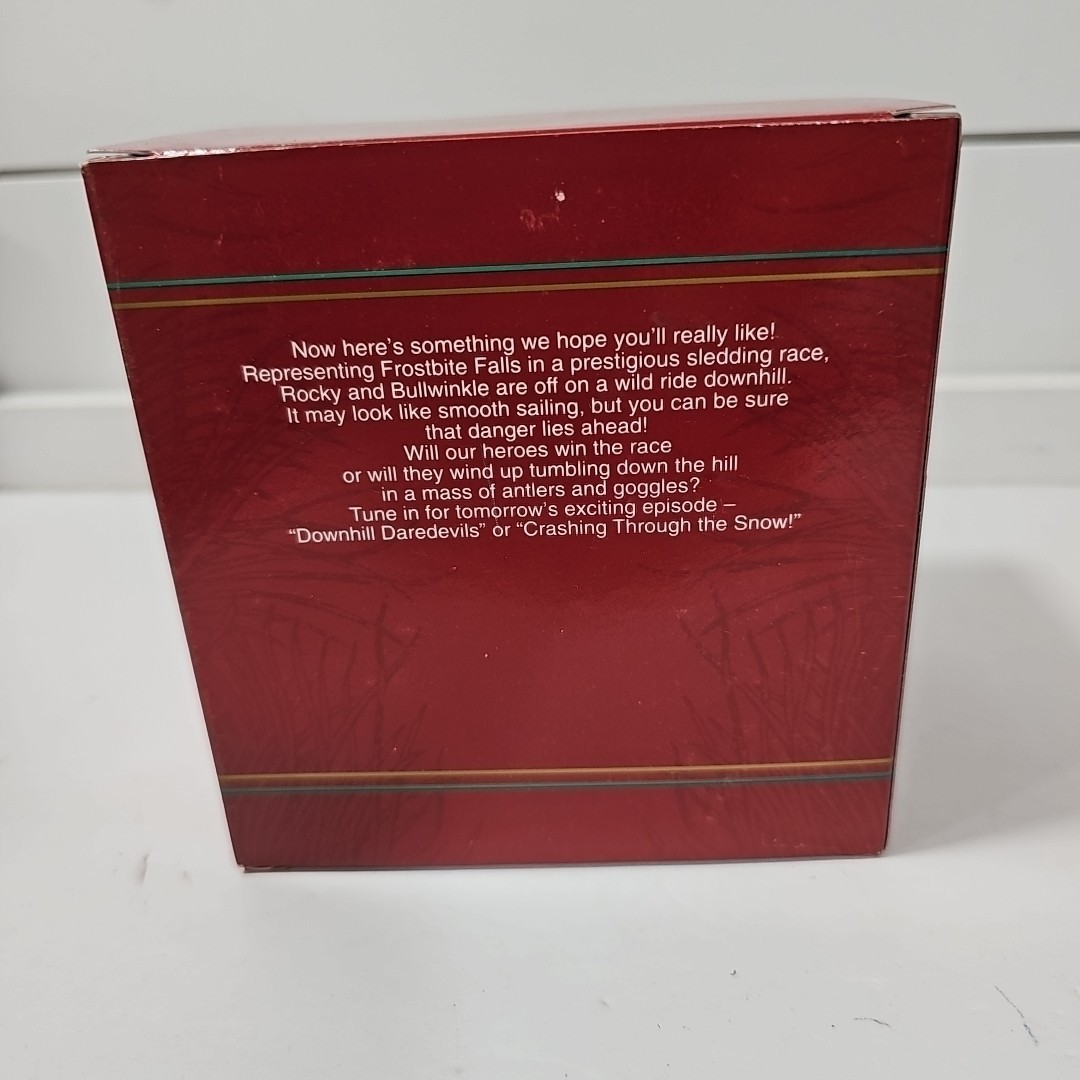 Now here's something we hope you'll really like!
Representing Frostbite Falls in a prestigious sledding race,
Rocky and Bullwinkle are off on a wild ride downhill.
It may look like smooth sailing, but you can be sure
that danger lies ahead!
Will our heroes win the race
or will they wind up tumbling down the hill
in a mass of antlers and goggles?
Tune in for tomorrow's exciting episode –
“Downhill Daredevils” or “Crashing Through the Snow!”